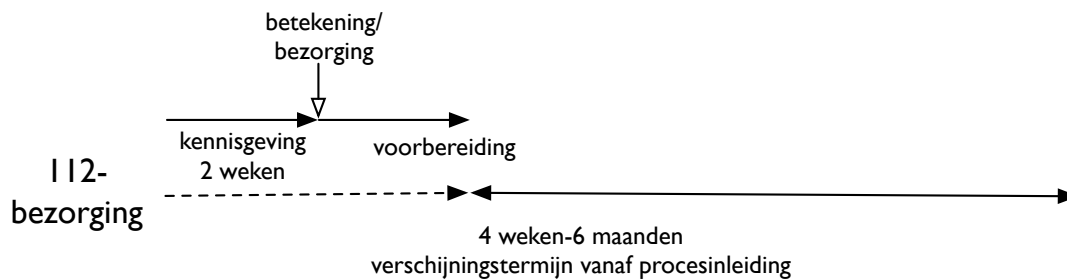 betekening/
bezorging
kennisgeving
2 weken
voorbereiding
112-
bezorging
4 weken-6 maanden
verschijningstermijn vanaf procesinleiding